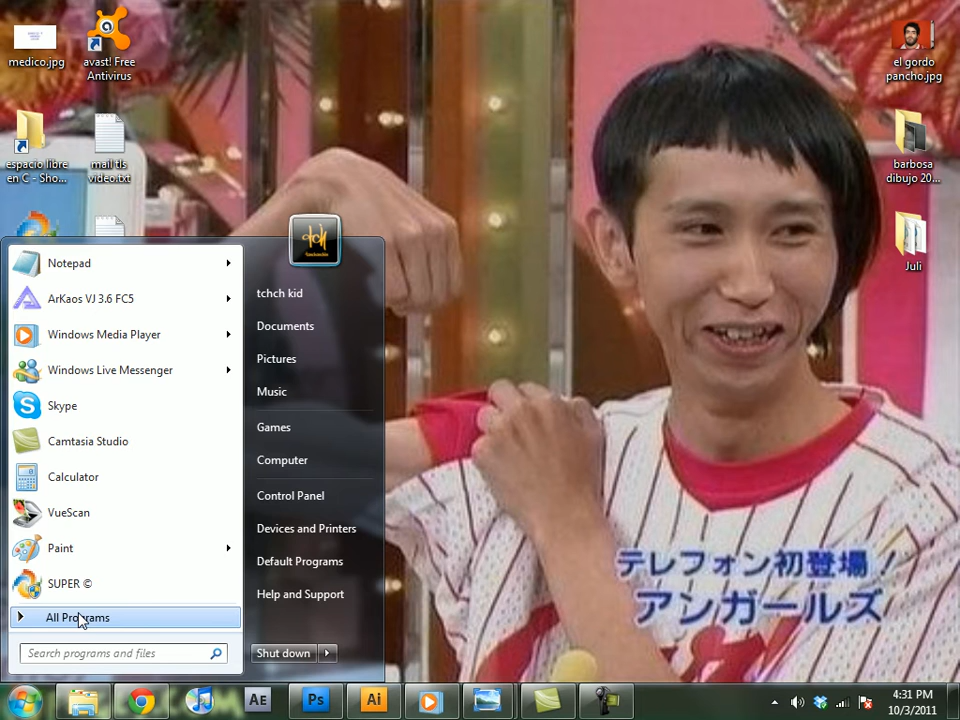 medico.jpg
avast! Free
Antivirus
espacio libre
en C - Sho...
mail tls
video.txt
el gordo
pancho.jpg
barbosa
dibujo 20...
Juli
Notepad
ArKaos VJ 3.6 FC5
Windows Media Player
Windows Live Messenger
Skype
Camtasia Studio
Calculator
VueScan
Paint
SUPER ©
All Programs
Search programs and files
tchch kid
Documents
Pictures
Music
Games
Computer
Control Panel
Devices and Printers
Default Programs
Help and Support
Shut down
テレフォン初登場!
アンガールズ
AE
Ps
Ai
4:31 PM
10/3/2011